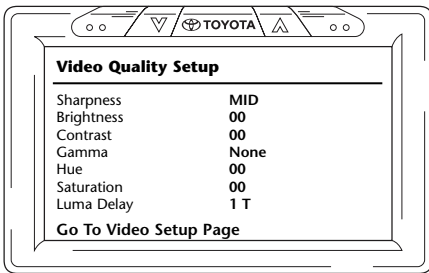 TOYOTA
Video Quality Setup
Sharpness MID
Brightness 00
Contrast 00
Gamma None
Hue 00
Saturation 00
Luma Delay 1 T
Go To Video Setup Page